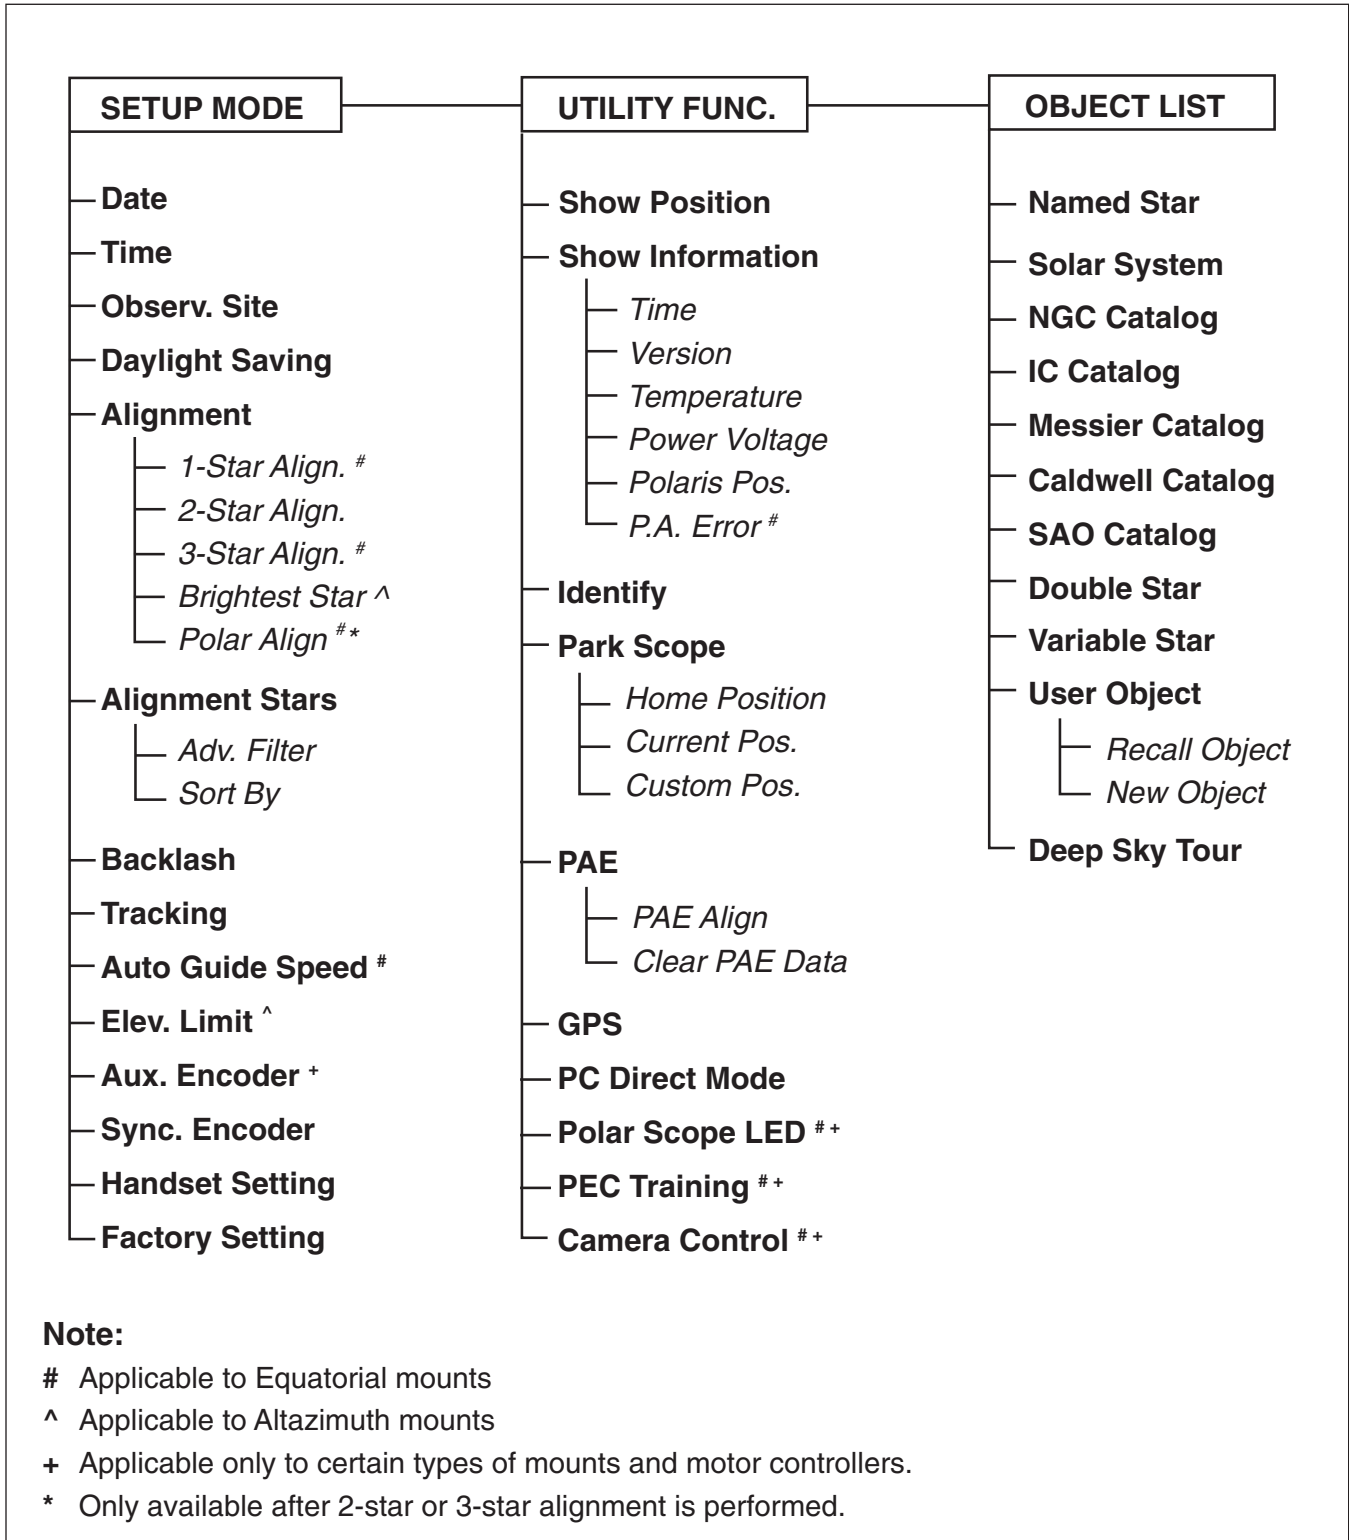 SETUP MODE
Date
Time
Observ. Site
Daylight Saving
Alignment
1-Star Align. #
2-Star Align.
3-Star Align. #
Brightest Star ^
Polar Align #*
Alignment Stars
Adv. Filter
Sort By
Backlash
Tracking
Auto Guide Speed #
Elev. Limit ^
Aux. Encoder +
Sync. Encoder
Handset Setting
Factory Setting
UTILITY FUNC.
Show Position
Show Information
Time
Version
Temperature
Power Voltage
Polaris Pos.
P.A. Error #
Identify
Park Scope
Home Position
Current Pos.
Custom Pos.
PAE
PAE Align
Clear PAE Data
GPS
PC Direct Mode
Polar Scope LED # +
PEC Training # +
Camera Control # +
OBJECT LIST
Named Star
Solar System
NGC Catalog
IC Catalog
Messier Catalog
Caldwell Catalog
SAO Catalog
Double Star
Variable Star
User Object
Recall Object
New Object
Deep Sky Tour
Note:
# Applicable to Equatorial mounts
^ Applicable to Altazimuth mounts
+ Applicable only to certain types of mounts and motor controllers.
* Only available after 2-star or 3-star alignment is performed.